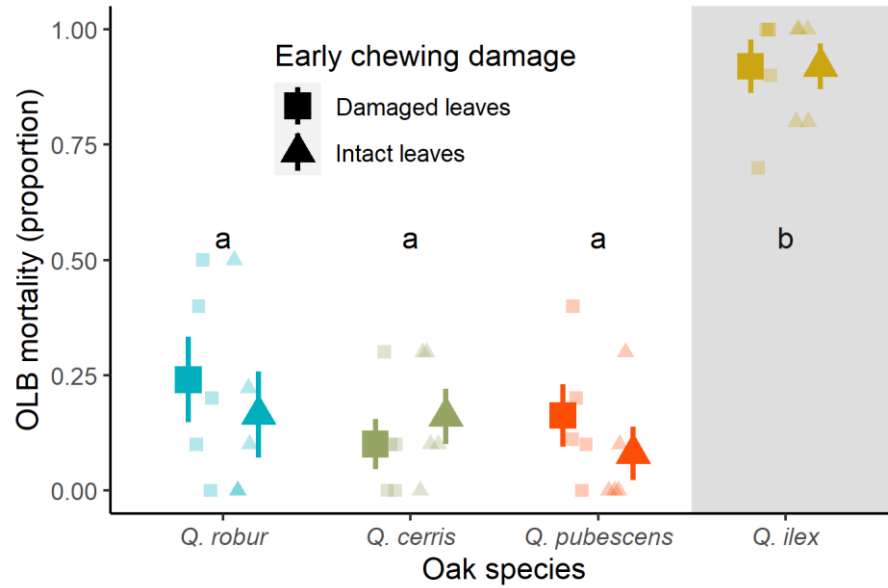 1.00
0.75
0.50
0.25
0.00
OLB mortality (proportion)
Early chewing damage
Damaged leaves
Intact leaves
a a a b
Q. robur Q. cerris Q. pubescens Q. ilex
Oak species